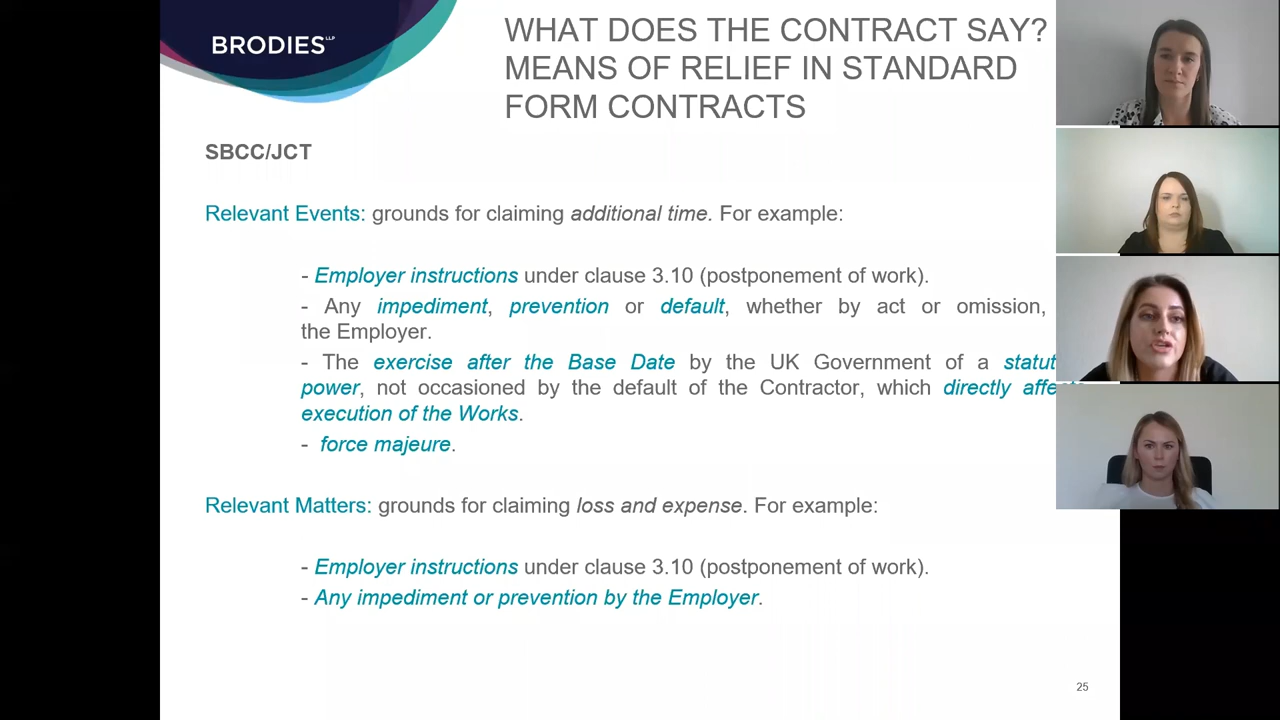 BRODIES LLP
WHAT DOES THE CONTRACT SAY?
MEANS OF RELIEF IN STANDARD
FORM CONTRACTS
SBCC/JCT
Relevant Events: grounds for claiming additional time. For example:
- Employer instructions under clause 3.10 (postponement of work).
- Any impediment, prevention or default, whether by act or omission,
the Employer.
- The exercise after the Base Date by the UK Government of a statut
power, not occasioned by the default of the Contractor, which directly affects
execution of the Works.
- force majeure.
Relevant Matters: grounds for claiming loss and expense. For example:
- Employer instructions under clause 3.10 (postponement of work).
- Any impediment or prevention by the Employer.
25